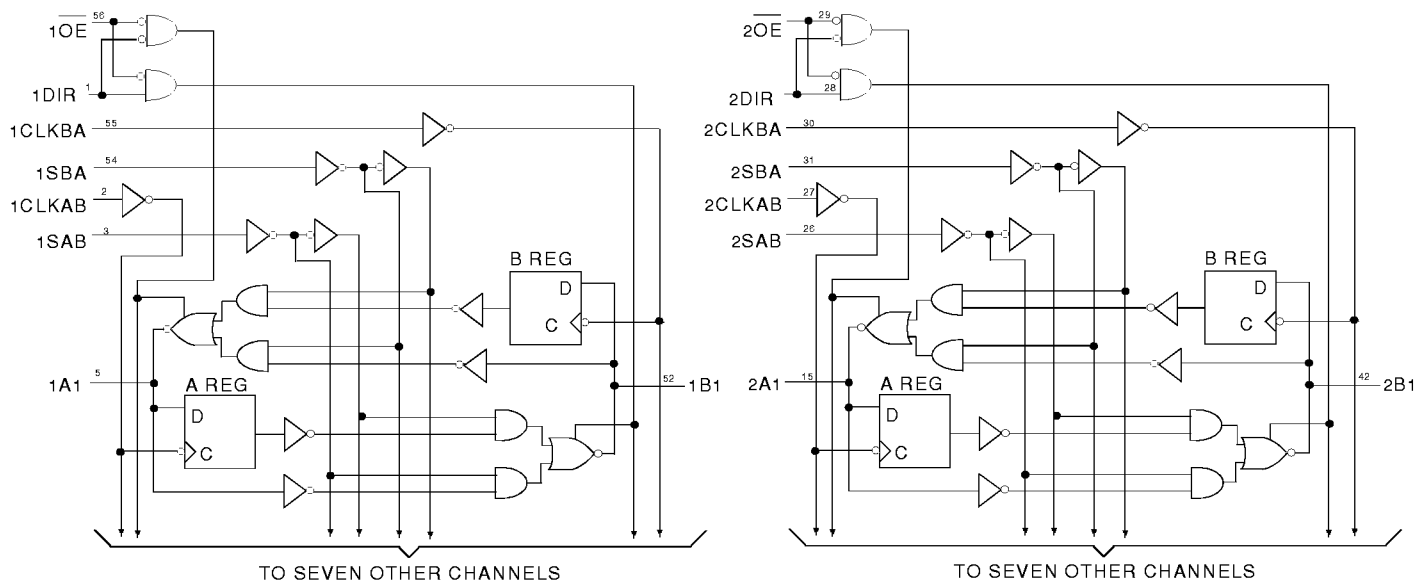 1O̅E̅ 56
1DIR 1
1CLKBA 55
1SBA 54
1CLKAB 2
1SAB 3
B REG
D
C
1A1 5
A REG
D
C
52 1B1
TO SEVEN OTHER CHANNELS
2O̅E̅ 29
2DIR 28
2CLKBA 30
2SBA 31
2CLKAB 27
2SAB 26
B REG
D
C
2A1 15
A REG
D
C
42 2B1
TO SEVEN OTHER CHANNELS